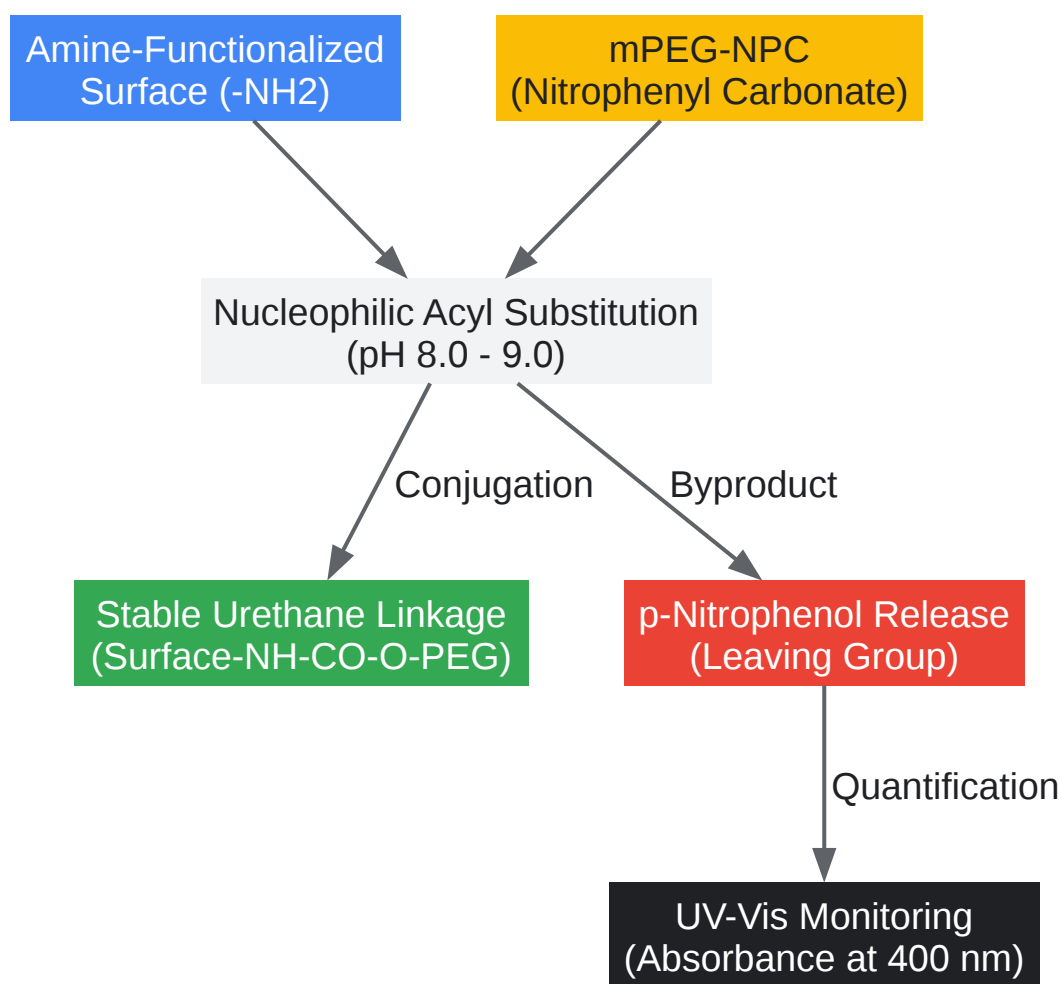 Amine-Functionalized
Surface (-NH2)
mPEG-NPC
(Nitrophenyl Carbonate)
Nucleophilic Acyl Substitution
(pH 8.0 - 9.0)
Conjugation
Byproduct
Stable Urethane Linkage
(Surface-NH-CO-O-PEG)
p-Nitrophenol Release
(Leaving Group)
Quantification
UV-Vis Monitoring
(Absorbance at 400 nm)